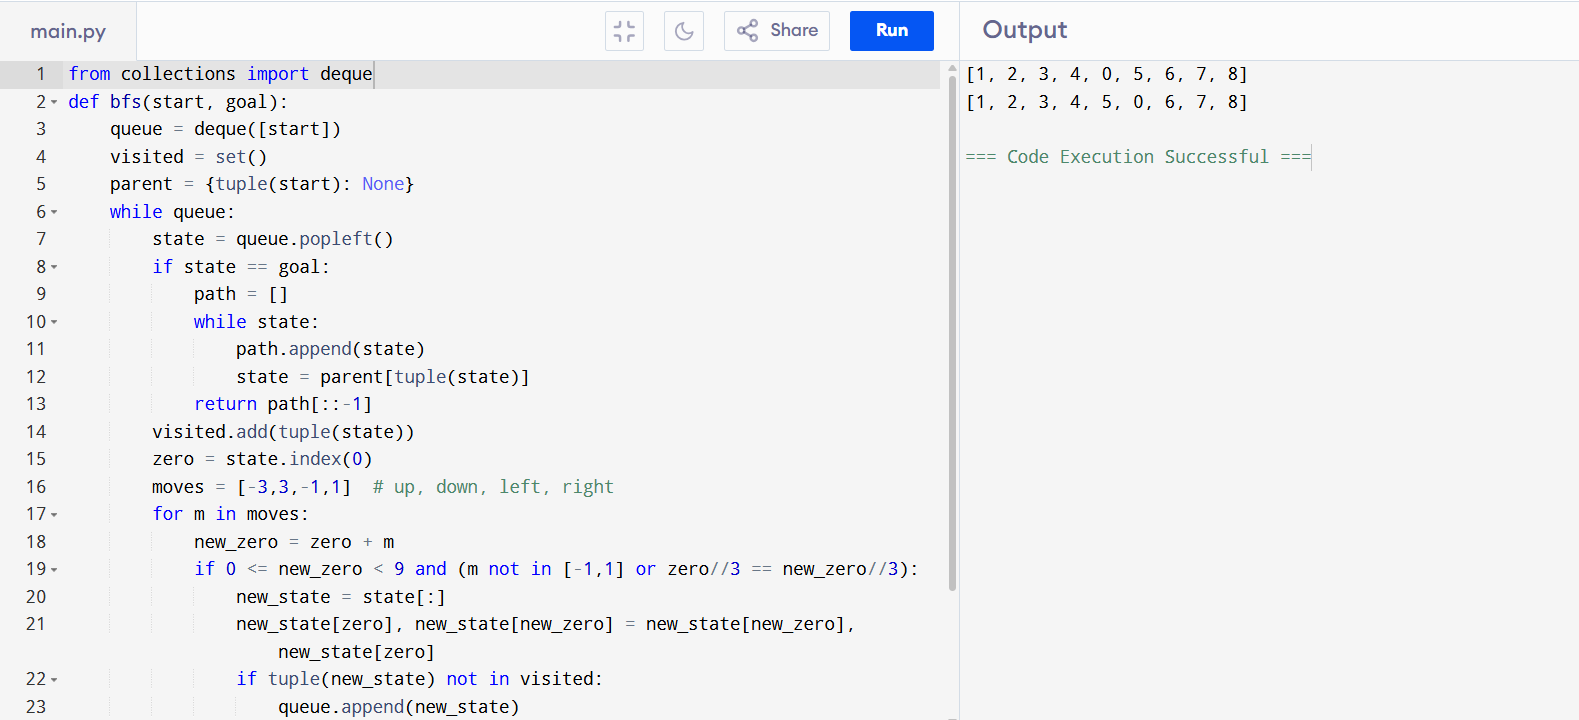 main.py
Share
Run
Output
1 from collections import deque
2 def bfs(start, goal):
3     queue = deque([start])
4     visited = set()
5     parent = {tuple(start): None}
6     while queue:
7         state = queue.popleft()
8         if state == goal:
9             path = []
10             while state:
11                 path.append(state)
12                 state = parent[tuple(state)]
13             return path[::-1]
14         visited.add(tuple(state))
15         zero = state.index(0)
16         moves = [-3,3,-1,1]  # up, down, left, right
17         for m in moves:
18             new_zero = zero + m
19             if 0 <= new_zero < 9 and (m not in [-1,1] or zero//3 == new_zero//3):
20                 new_state = state[:]
21                 new_state[zero], new_state[new_zero] = new_state[new_zero],
                    new_state[zero]
22                 if tuple(new_state) not in visited:
23                     queue.append(new_state)
[1, 2, 3, 4, 0, 5, 6, 7, 8]
[1, 2, 3, 4, 5, 0, 6, 7, 8]
=== Code Execution Successful ===